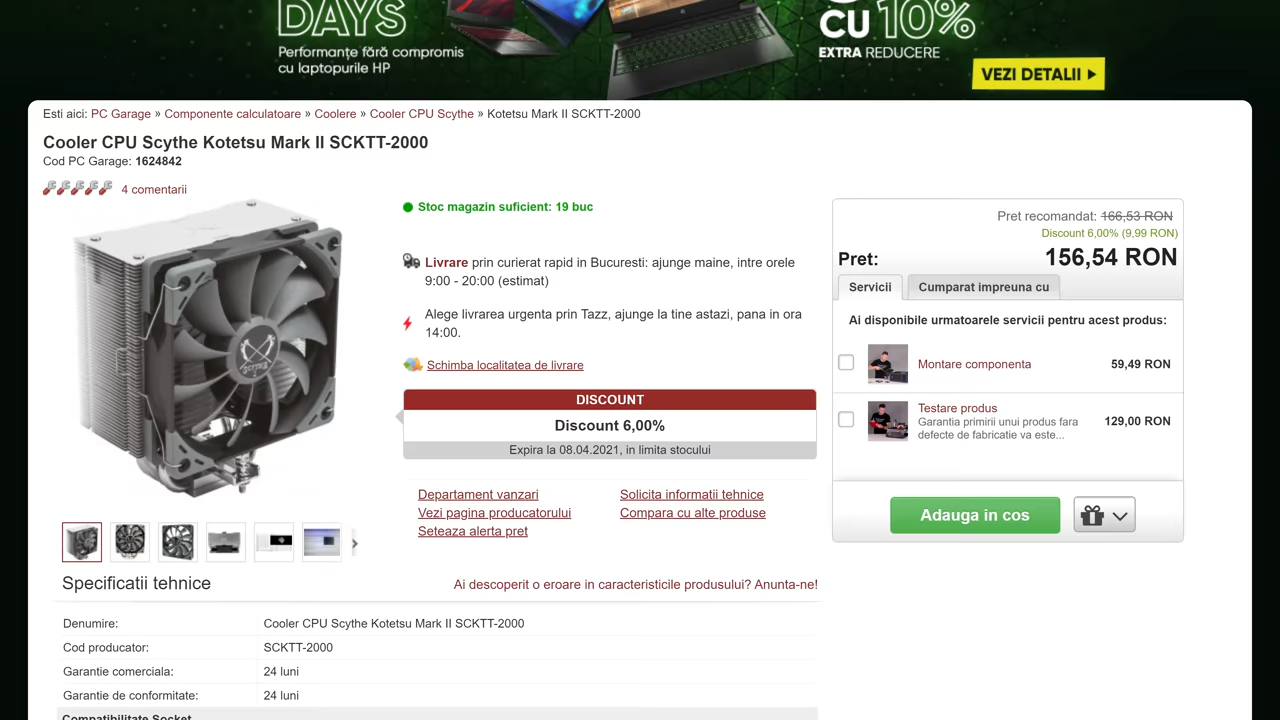 DAYS
Performanțe fără compromis
cu laptopurile HP
CU 10%
EXTRA REDUCERE
VEZI DETALII
Esti aici: PC Garage » Componente calculatoare » Coolere » Cooler CPU Scythe » Kotetsu Mark II SCKTT-2000
Cooler CPU Scythe Kotetsu Mark II SCKTT-2000
Cod PC Garage: 1624842
4 comentarii
SCYTHE
Stoc magazin suficient: 19 buc
Livrare prin curierat rapid in Bucuresti: ajunge maine, intre orele
9:00 - 20:00 (estimat)
Alege livrarea urgenta prin Tazz, ajunge la tine astazi, pana in ora
14:00.
Schimba localitatea de livrare
DISCOUNT
Discount 6,00%
Expira la 08.04.2021, in limita stocului
Departament vanzari
Solicita informatii tehnice
Vezi pagina producatorului
Compara cu alte produse
Seteaza alerta pret
Pret recomandat: 166,53 RON
Discount 6,00% (9,99 RON)
Pret: 156,54 RON
Servicii
Cumparat impreuna cu
Ai disponibile urmatoarele servicii pentru acest produs:
Montare componenta 59,49 RON
Testare produs
Garantia primirii unui produs fara
defecte de fabricatie va este...
129,00 RON
Adauga in cos
Specificatii tehnice
Ai descoperit o eroare in caracteristicile produsului? Anunta-ne!
Denumire: Cooler CPU Scythe Kotetsu Mark II SCKTT-2000
Cod producator: SCKTT-2000
Garantie comerciala: 24 luni
Garantie de conformitate: 24 luni
Compatibilitate Socket